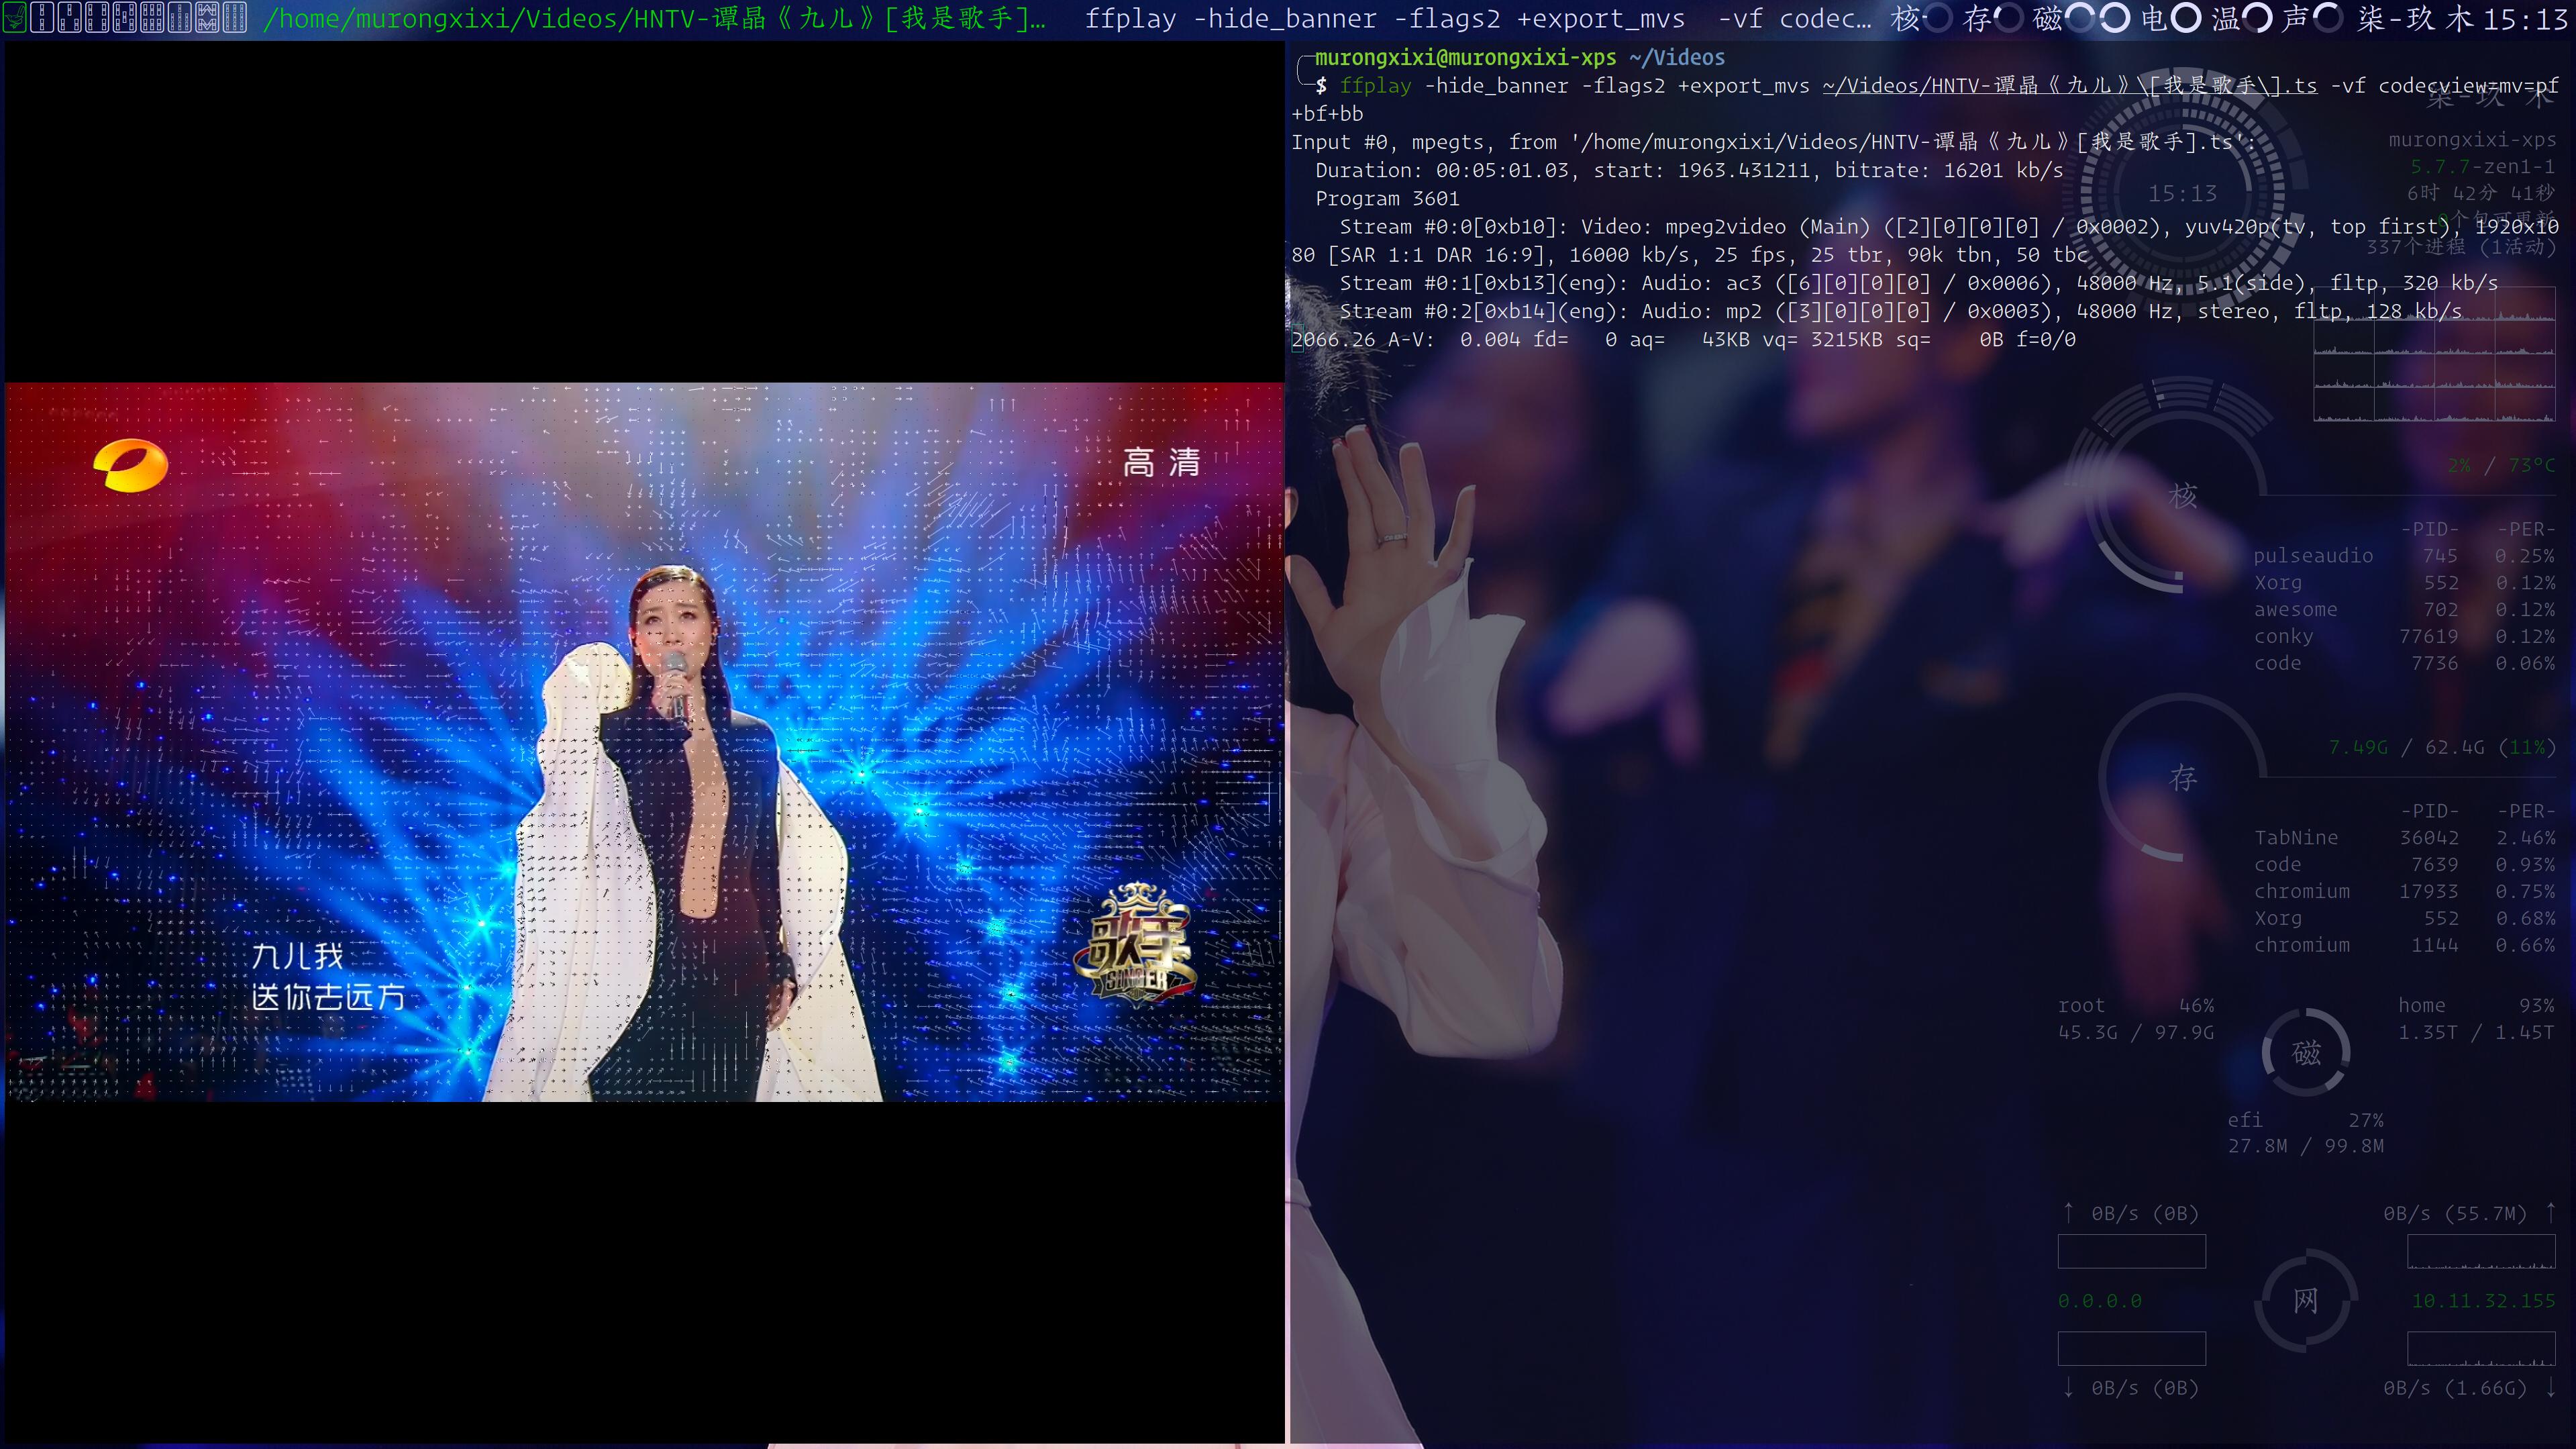 /home/murongxixi/Videos/HNTV-谭晶《九儿》[我是歌手]…
ffplay -hide_banner -flags2 +export_mvs  -vf codec…
核 存 磁 电 温 声 柒-玖 木 15:13
高 清
九儿我
送你去远方
歌手
SINGER
murongxixi@murongxixi-xps ~/Videos
$ ffplay -hide_banner -flags2 +export_mvs ~/Videos/HNTV-谭晶《九儿》\[我是歌手\].ts -vf codecview=mv=pf
+bf+bb
Input #0, mpegts, from '/home/murongxixi/Videos/HNTV-谭晶《九儿》[我是歌手].ts':
  Duration: 00:05:01.03, start: 1963.431211, bitrate: 16201 kb/s
  Program 3601
    Stream #0:0[0xb10]: Video: mpeg2video (Main) ([2][0][0][0] / 0x0002), yuv420p(tv, top first), 1920x10
80 [SAR 1:1 DAR 16:9], 16000 kb/s, 25 fps, 25 tbr, 90k tbn, 50 tbc
    Stream #0:1[0xb13](eng): Audio: ac3 ([6][0][0][0] / 0x0006), 48000 Hz, 5.1(side), fltp, 320 kb/s
    Stream #0:2[0xb14](eng): Audio: mp2 ([3][0][0][0] / 0x0003), 48000 Hz, stereo, fltp, 128 kb/s
2066.26 A-V:  0.004 fd=   0 aq=   43KB vq= 3215KB sq=    0B f=0/0
柒-玖 木
15:13
murongxixi-xps
5.7.7-zen1-1
6时 42分 41秒
0个包可更新
337个进程 (1活动)
2% / 73°C
核
-PID- -PER-
pulseaudio 745 0.25%
Xorg 552 0.12%
awesome 702 0.12%
conky 77619 0.12%
code 7736 0.06%
7.49G / 62.4G (11%)
存
-PID- -PER-
TabNine 36042 2.46%
code 7639 0.93%
chromium 17933 0.75%
Xorg 552 0.68%
chromium 1144 0.66%
root 46%
45.3G / 97.9G
home 93%
1.35T / 1.45T
磁
efi 27%
27.8M / 99.8M
↑ 0B/s (0B)
0B/s (55.7M) ↑
0.0.0.0
网
10.11.32.155
↓ 0B/s (0B)
0B/s (1.66G) ↓